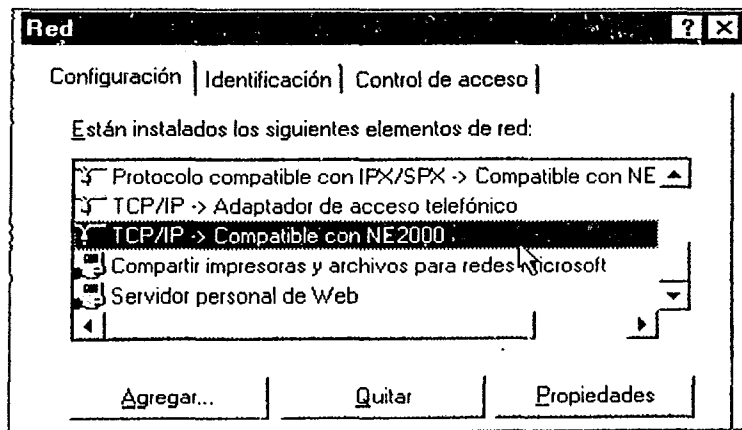 Red
Configuración Identificación Control de acceso
Están instalados los siguientes elementos de red:
Protocolo compatible con IPX/SPX -> Compatible con NE
TCP/IP -> Adaptador de acceso telefónico
TCP/IP -> Compatible con NE2000
Compartir impresoras y archivos para redes Microsoft
Servidor personal de Web
Agregar... Quitar Propiedades